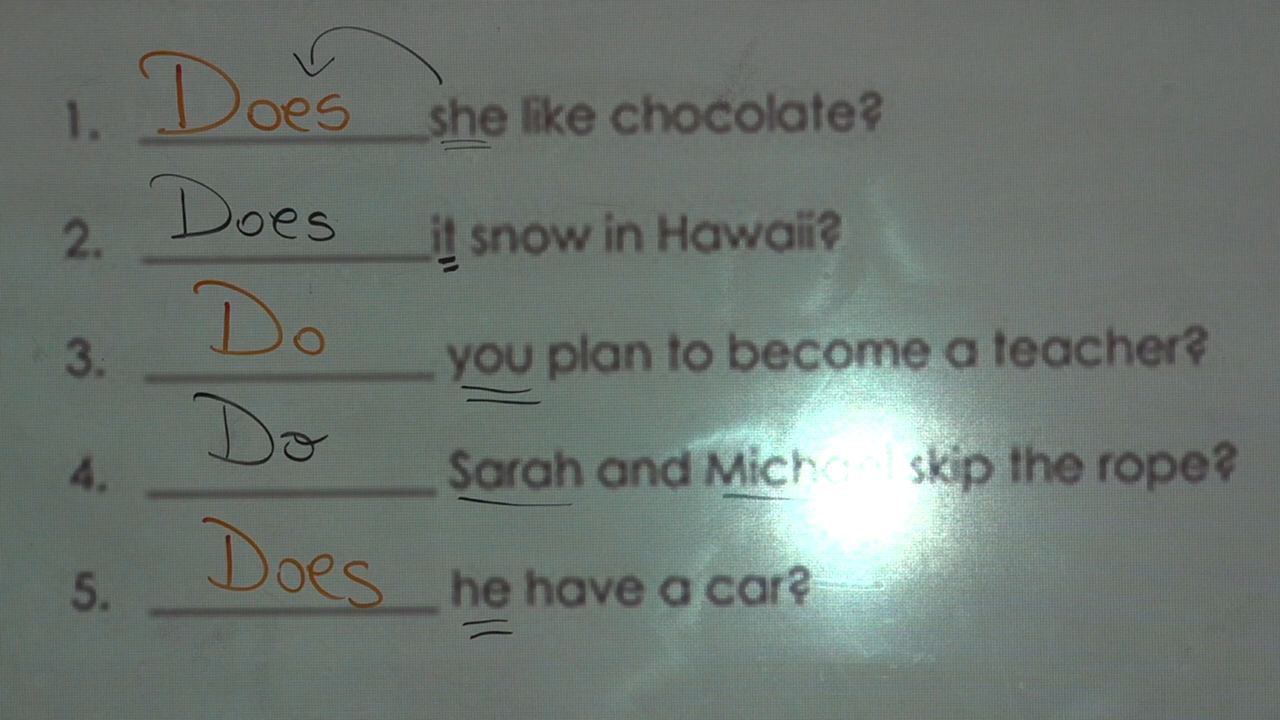 1. Does she like chocolate?
2. Does it snow in Hawaii?
3. Do you plan to become a teacher?
4. Do Sarah and Michael skip the rope?
5. Does he have a car?